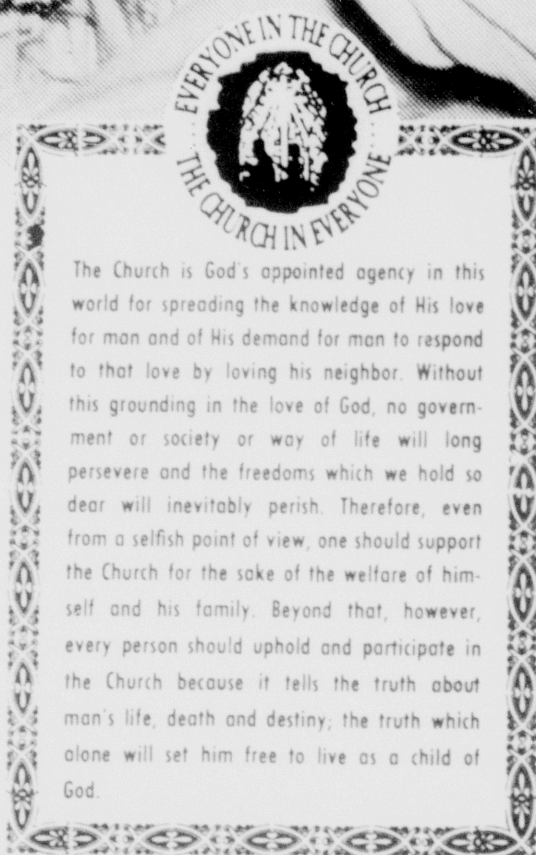 EVERYONE IN THE CHURCH
THE CHURCH IN EVERYONE
The Church is God's appointed agency in this
world for spreading the knowledge of His love
for man and of His demand for man to respond
to that love by loving his neighbor. Without
this grounding in the love of God, no govern-
ment or society or way of life will long
persevere and the freedoms which we hold so
dear will inevitably perish. Therefore, even
from a selfish point of view, one should support
the Church for the sake of the welfare of him-
self and his family. Beyond that, however,
every person should uphold and participate in
the Church because it tells the truth about
man's life, death and destiny; the truth which
alone will set him free to live as a child of
God.